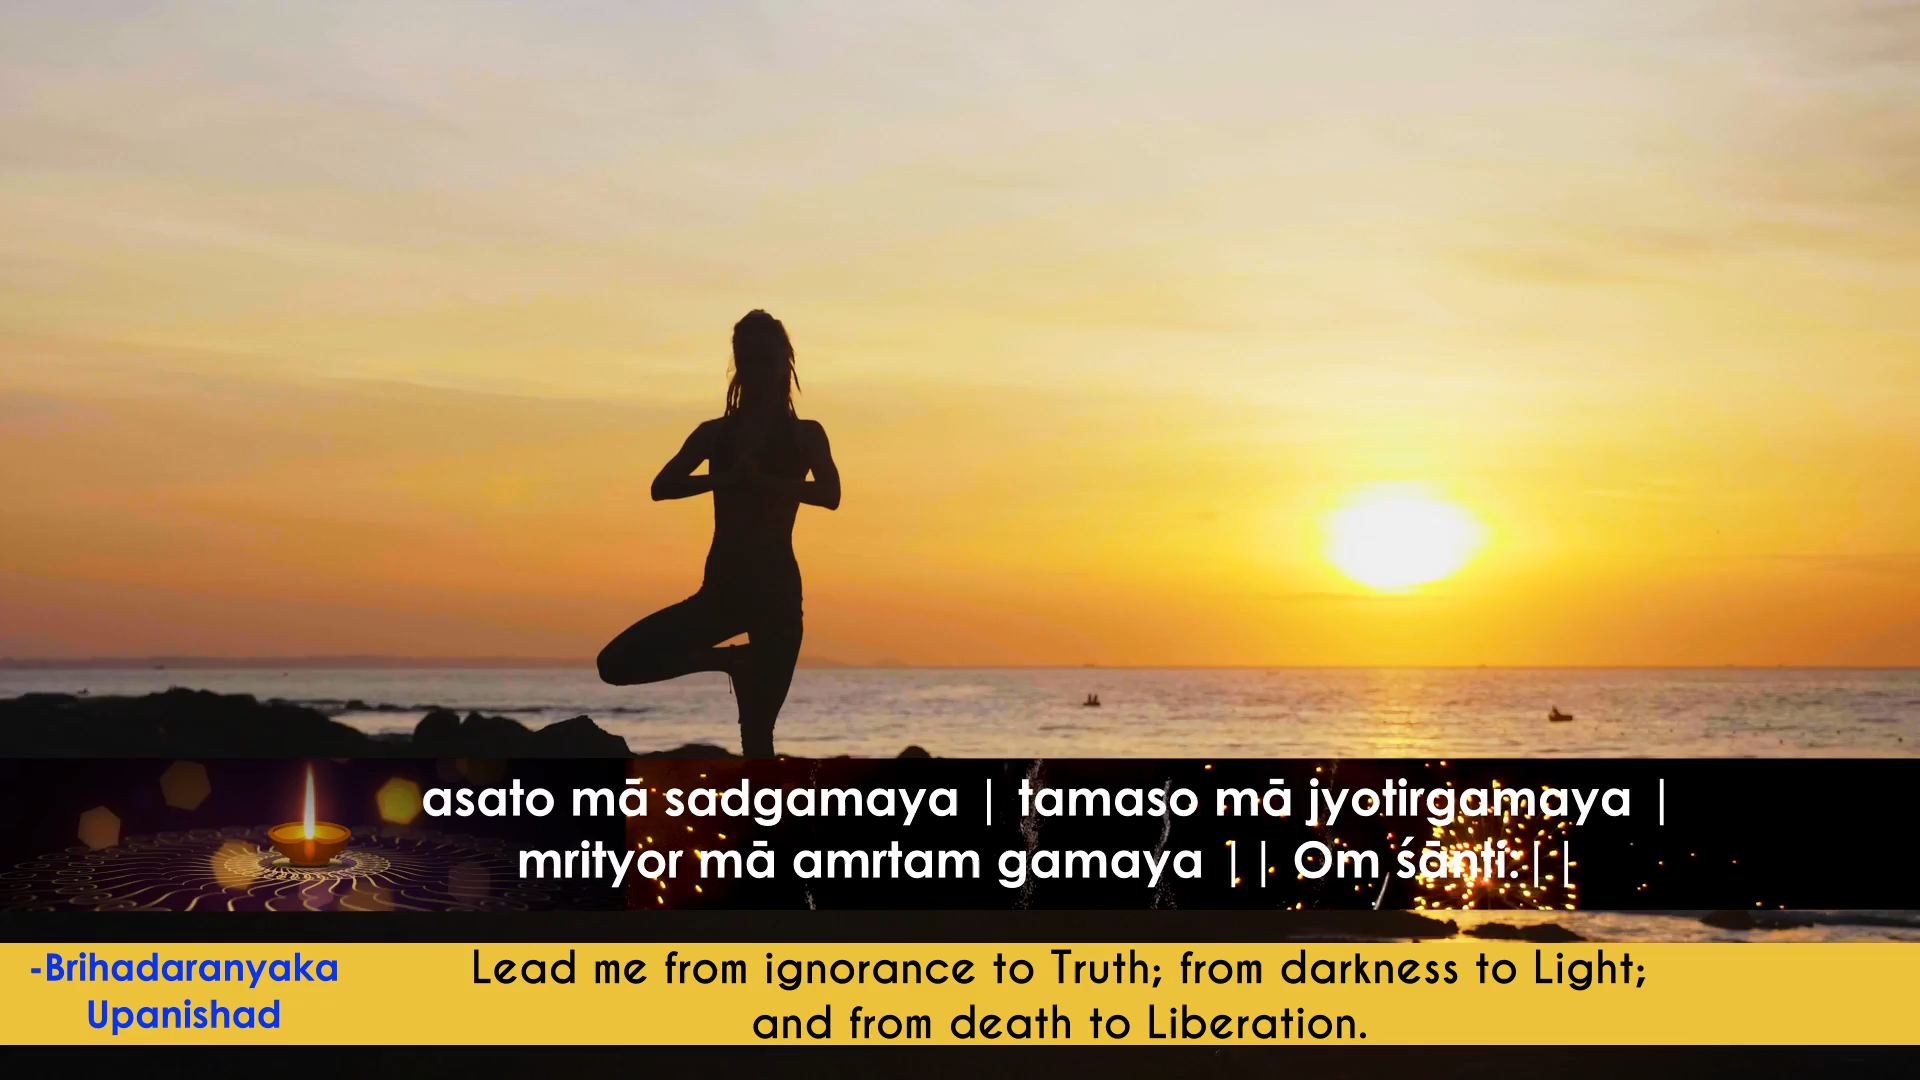 asato mā sadgamaya | tamaso mā jyotirgamaya |
mrityor mā amrtam gamaya || Om śānti:||
-Brihadaranyaka
Upanishad
Lead me from ignorance to Truth; from darkness to Light;
and from death to Liberation.